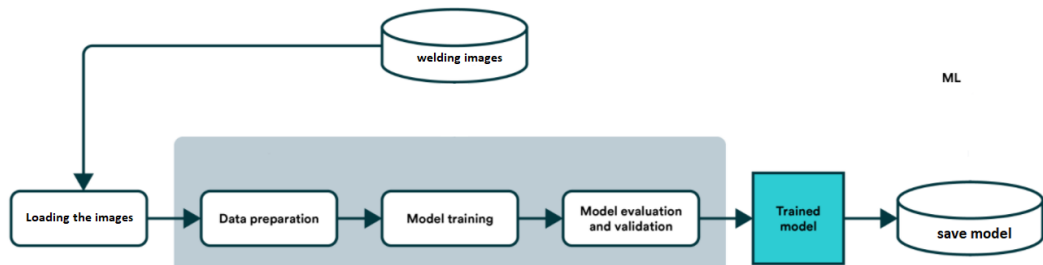 welding images
ML
Loading the images
Data preparation
Model training
Model evaluation
and validation
Trained
model
save model